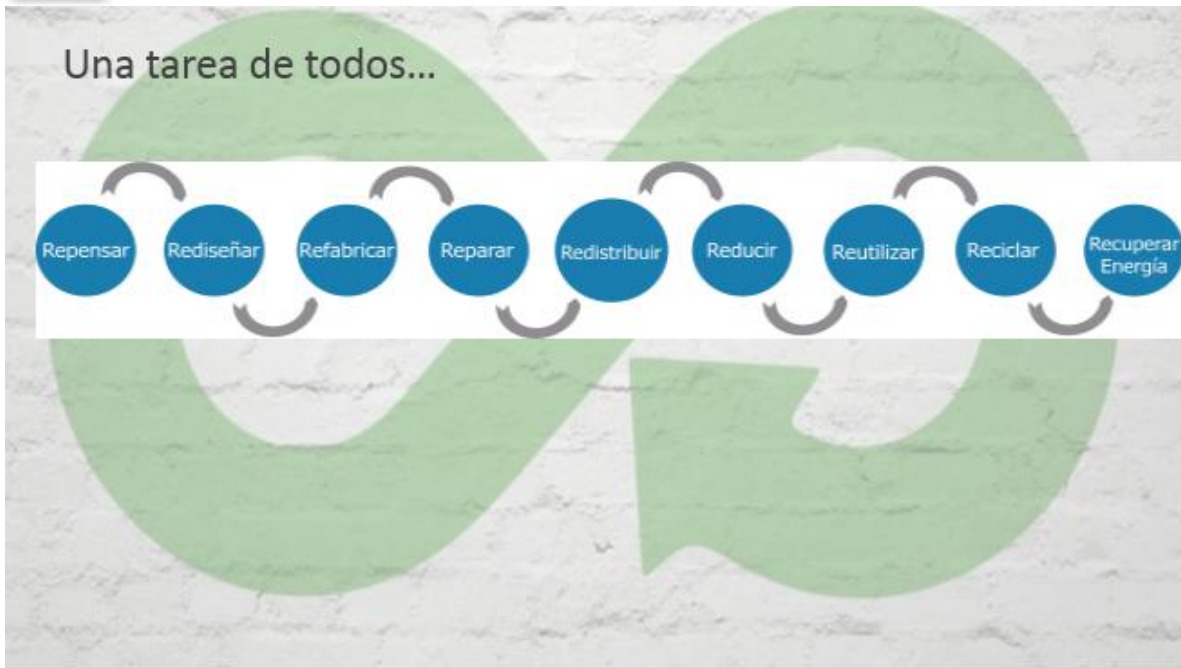 Una tarea de todos...
Repensar
Rediseñar
Refabricar
Reparar
Redistribuir
Reducir
Reutilizar
Reciclar
Recuperar
Energía